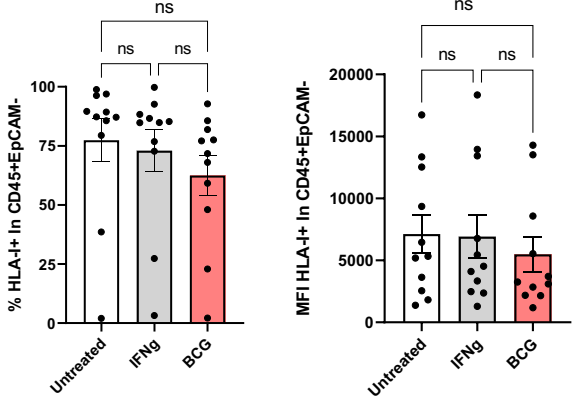 ns
ns
ns
100
75
50
25
0
% HLA-I+ In CD45+EpCAM-
Untreated
IFNg
BCG
ns
ns
ns
20000
15000
10000
5000
0
MFI HLA-I+ In CD45+EpCAM-
Untreated
IFNg
BCG